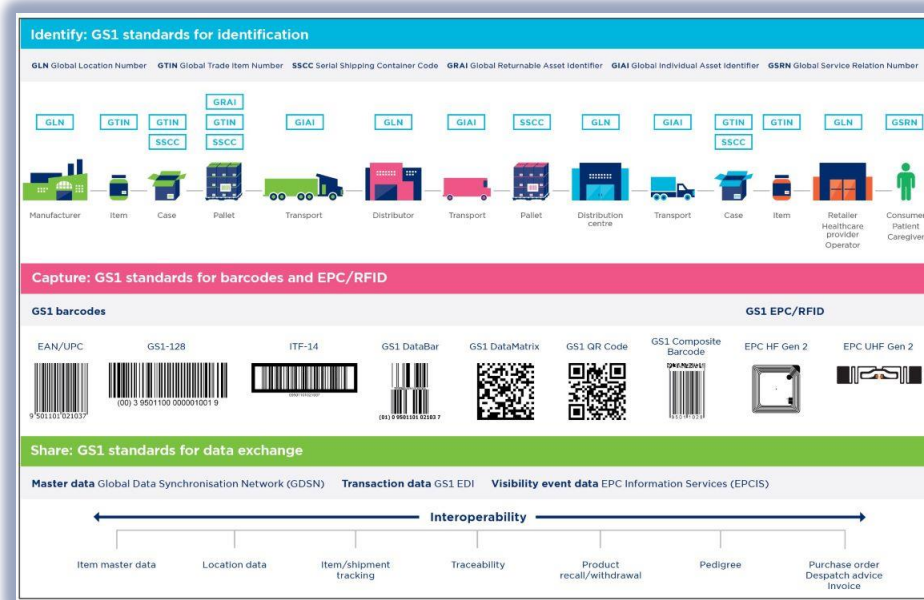 Identify: GS1 standards for identification
GLN Global Location Number GTIN Global Trade Item Number SSCC Serial Shipping Container Code GRAI Global Returnable Asset Identifier GIAI Global Individual Asset Identifier GSRN Global Service Relation Number
GRAI
GLN GTIN GTIN GTIN GIAI GLN GIAI SSCC GLN GIAI GTIN GTIN GLN GSRN
SSCC SSCC SSCC
Manufacturer Item Case Pallet Transport Distributor Transport Pallet Distribution Transport Case Item Retailer Consumer
centre Healthcare Patient
provider Caregiver
Operator
Capture: GS1 standards for barcodes and EPC/RFID
GS1 barcodes GS1 EPC/RFID
EAN/UPC GS1-128 ITF-14 GS1 DataBar GS1 DataMatrix GS1 QR Code GS1 Composite EPC HF Gen 2 EPC UHF Gen 2
Barcode
9 501101 021037 (00) 3 9501100 000001001 9 (01) 0 9501101 02103 7
Share: GS1 standards for data exchange
Master data Global Data Synchronisation Network (GDSN) Transaction data GS1 EDI Visibility event data EPC Information Services (EPCIS)
Interoperability
Item master data Location data Item/shipment Traceability Product Pedigree Purchase order
tracking recall/withdrawal Despatch advice
Invoice